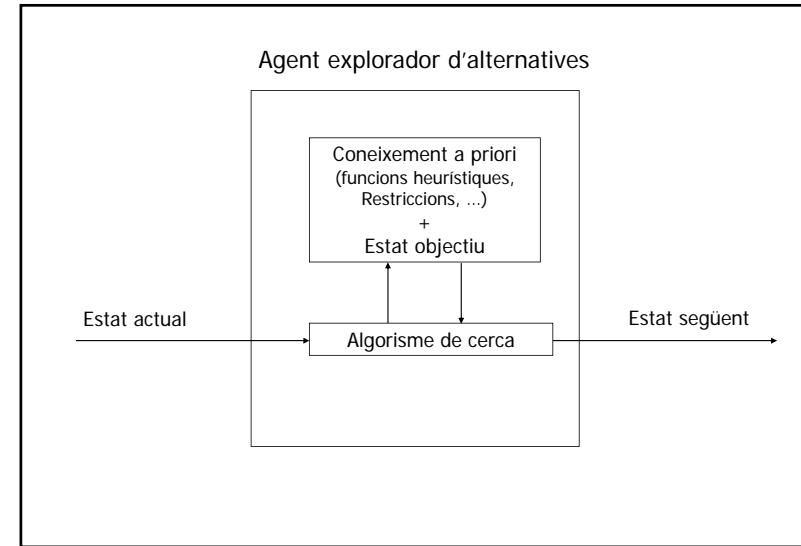 Agent explorador d'alternatives
Coneixement a priori
(funcions heurístiques,
Restriccions, ...)
+
Estat objectiu
Estat actual
Algorisme de cerca
Estat següent